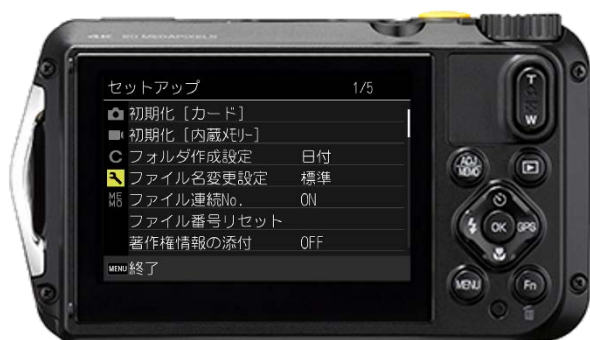 4K 20 MEGAPIXELS
セットアップ 1/5
初期化 [カード]
初期化 [内蔵ﾒﾓﾘｰ]
C フォルダ作成設定 日付
ファイル名変更設定 標準
MEMO ファイル連続No. ON
ファイル番号リセット
著作権情報の添付 OFF
MENU 終了
T
W
ADJ. MEMO
OK GPS
MENU Fn